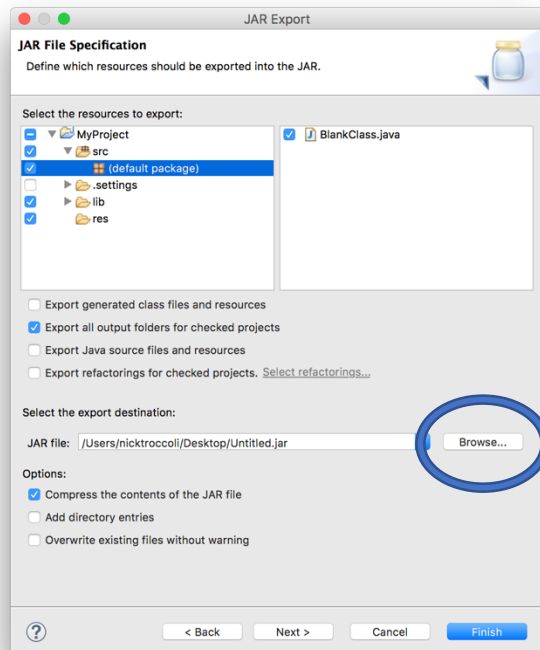 JAR Export
JAR File Specification
Define which resources should be exported into the JAR.
Select the resources to export:
MyProject
src
(default package)
.settings
lib
res
BlankClass.java
Export generated class files and resources
Export all output folders for checked projects
Export Java source files and resources
Export refactorings for checked projects. Select refactorings...
Select the export destination:
JAR file: /Users/nicktroccoli/Desktop/Untitled.jar Browse...
Options:
Compress the contents of the JAR file
Add directory entries
Overwrite existing files without warning
? < Back Next > Cancel Finish